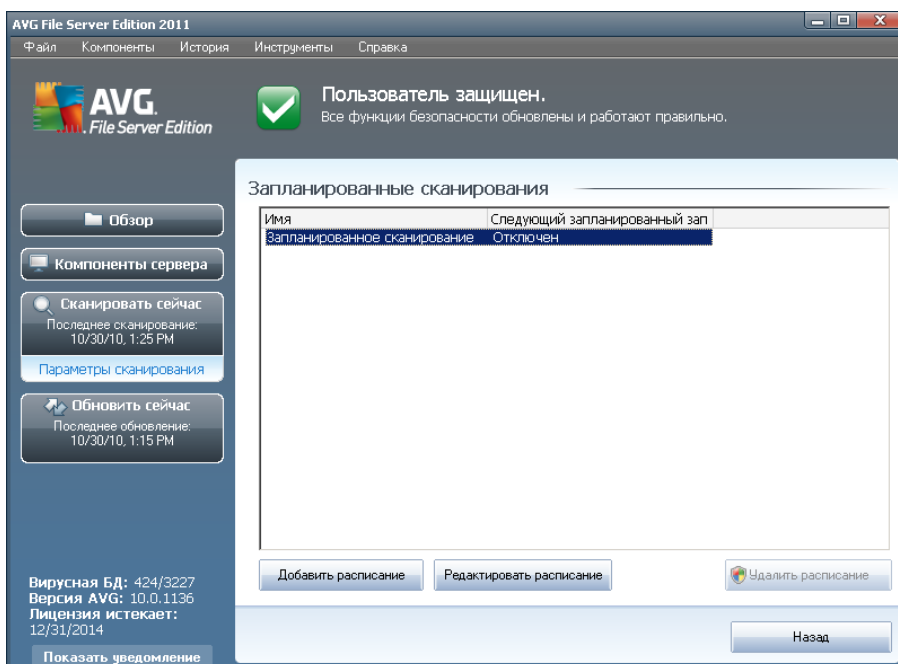 AVG File Server Edition 2011
Файл Компоненты История Инструменты Справка
AVG.
File Server Edition
Пользователь защищен.
Все функции безопасности обновлены и работают правильно.
Обзор
Компоненты сервера
Сканировать сейчас
Последнее сканирование:
10/30/10, 1:25 PM
Параметры сканирования
Обновить сейчас
Последнее обновление:
10/30/10, 1:15 PM
Вирусная БД: 424/3227
Версия AVG: 10.0.1136
Лицензия истекает:
12/31/2014
Показать уведомление
Запланированные сканирования
Имя Следующий запланированный зап
Запланированное сканирование Отключен
Добавить расписание Редактировать расписание Удалить расписание
Назад